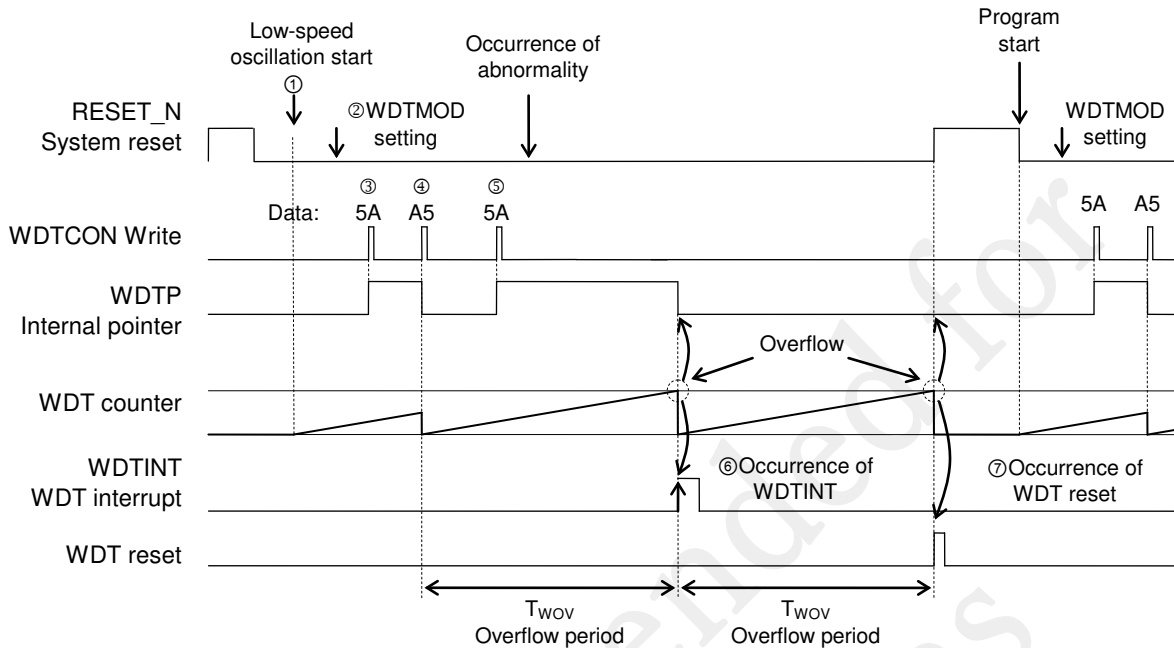 Low-speed
oscillation start
①
Occurrence of
abnormality
Program
start
RESET_N
System reset
②WDTMOD
setting
WDTMOD
setting
Data:
③
5A
④
A5
⑤
5A
5A
A5
WDTCON Write
WDTP
Internal pointer
Overflow
WDT counter
WDTINT
WDT interrupt
⑥Occurrence of
WDTINT
⑦Occurrence of
WDT reset
WDT reset
TWOV
Overflow period
TWOV
Overflow period